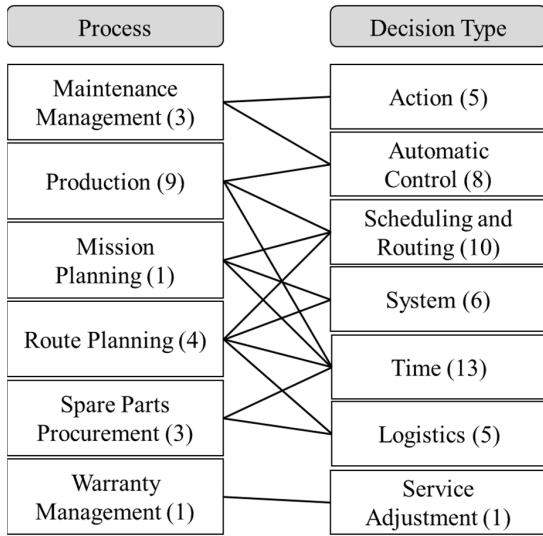 Process
Maintenance
Management (3)
Production (9)
Mission
Planning (1)
Route Planning (4)
Spare Parts
Procurement (3)
Warranty
Management (1)
Decision Type
Action (5)
Automatic
Control (8)
Scheduling and
Routing (10)
System (6)
Time (13)
Logistics (5)
Service
Adjustment (1)